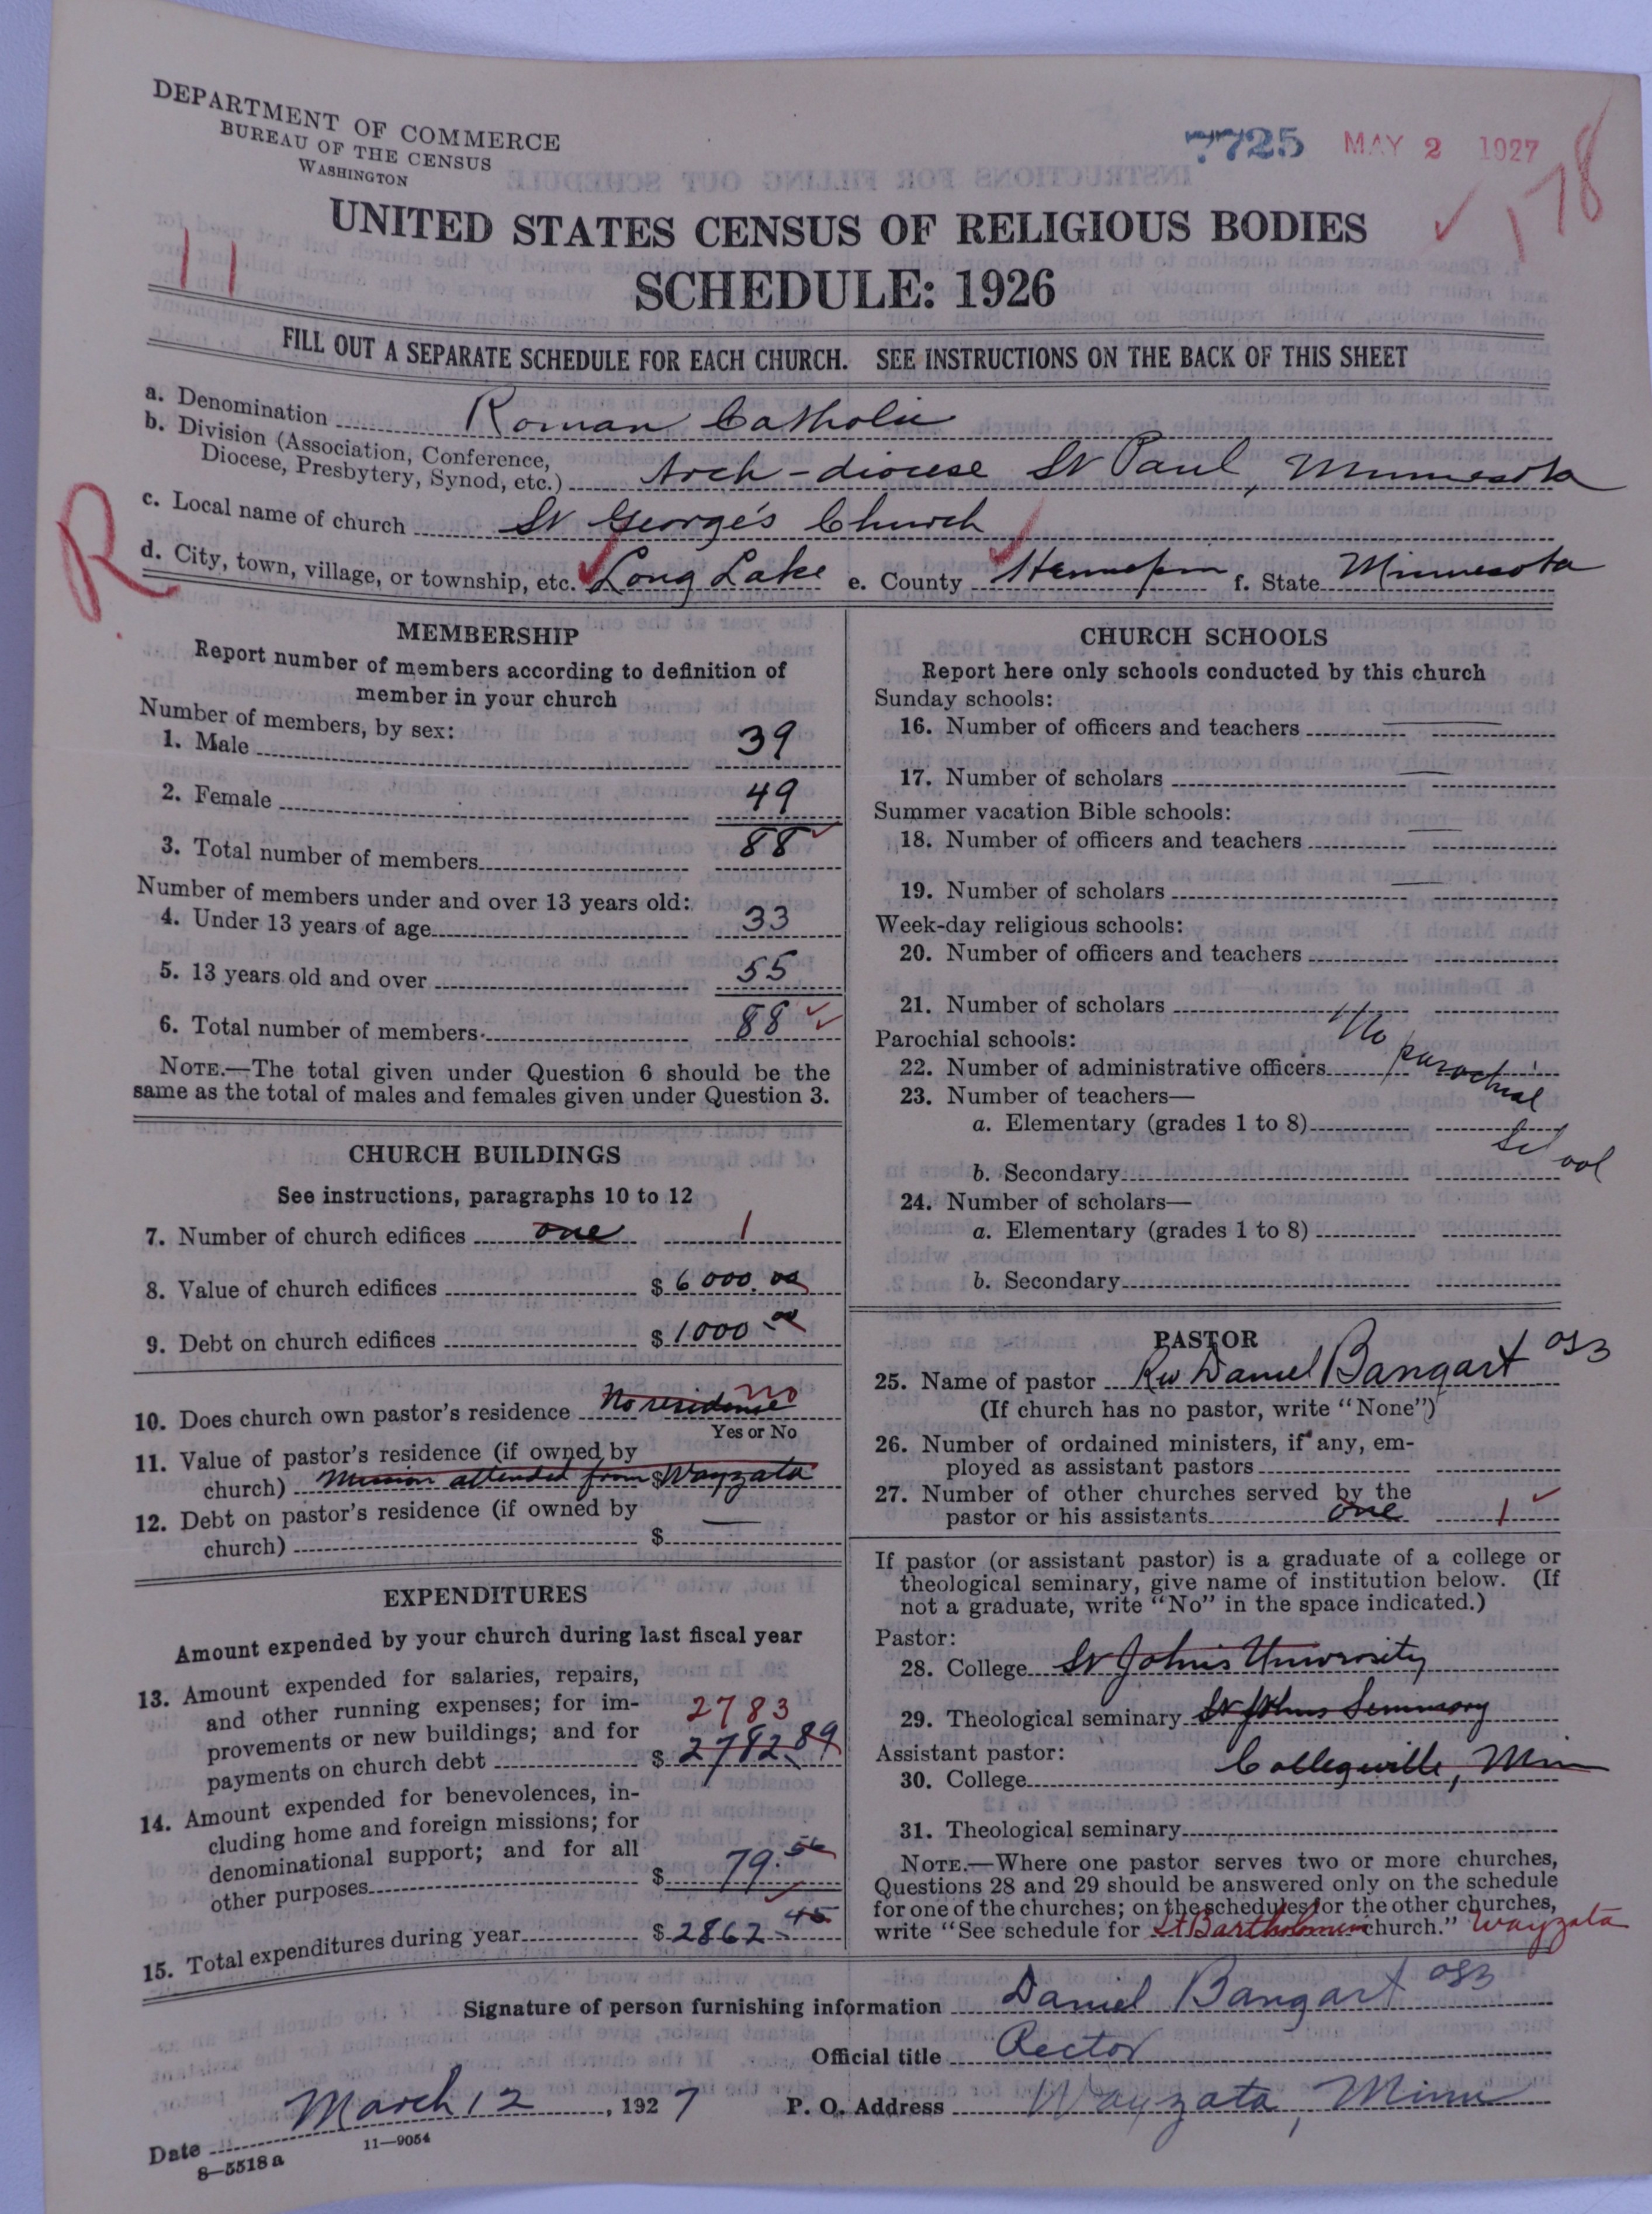 DEPARTMENT OF COMMERCE
BUREAU OF THE CENSUS
WASHINGTON
7725 MAY 2 1927
178
11
UNITED STATES CENSUS OF RELIGIOUS BODIES
SCHEDULE: 1926
FILL OUT A SEPARATE SCHEDULE FOR EACH CHURCH. SEE INSTRUCTIONS ON THE BACK OF THIS SHEET
a. Denomination Roman Catholic
b. Division (Association, Conference,
Diocese, Presbytery, Synod, etc.) Arch-diocese St Paul, Minnesota
R
c. Local name of church St George's Church
d. City, town, village, or township, etc. Long Lake e. County Hennepin f. State Minnesota
MEMBERSHIP
Report number of members according to definition of
member in your church
Number of members, by sex:
1. Male 39
2. Female 49
3. Total number of members 88
Number of members under and over 13 years old:
4. Under 13 years of age 33
5. 13 years old and over 55
6. Total number of members 88
NOTE.—The total given under Question 6 should be the
same as the total of males and females given under Question 3.
CHURCH BUILDINGS
See instructions, paragraphs 10 to 12
7. Number of church edifices one 1
8. Value of church edifices $ 6000.00
9. Debt on church edifices $ 1000.00
10. Does church own pastor's residence No residence no
Yes or No
11. Value of pastor's residence (if owned by
church) Mission attended from $ Wayzata
12. Debt on pastor's residence (if owned by
church) $ —
EXPENDITURES
Amount expended by your church during last fiscal year
13. Amount expended for salaries, repairs,
and other running expenses; for im-
provements or new buildings; and for
payments on church debt $ 2782.89
2783
14. Amount expended for benevolences, in-
cluding home and foreign missions; for
denominational support; and for all
other purposes $ 79.56
15. Total expenditures during year $ 2862.45
CHURCH SCHOOLS
Report here only schools conducted by this church
Sunday schools:
16. Number of officers and teachers —
17. Number of scholars —
Summer vacation Bible schools:
18. Number of officers and teachers —
19. Number of scholars —
Week-day religious schools:
20. Number of officers and teachers
21. Number of scholars
Parochial schools:
No parochial school
22. Number of administrative officers
23. Number of teachers—
a. Elementary (grades 1 to 8)
b. Secondary
24. Number of scholars—
a. Elementary (grades 1 to 8)
b. Secondary
PASTOR
25. Name of pastor Rev Daniel Bangart OSB
(If church has no pastor, write "None")
26. Number of ordained ministers, if any, em-
ployed as assistant pastors
27. Number of other churches served by the
pastor or his assistants one 1
If pastor (or assistant pastor) is a graduate of a college or
theological seminary, give name of institution below. (If
not a graduate, write "No" in the space indicated.)
Pastor:
28. College St John's University
29. Theological seminary St Johns Seminary
Assistant pastor: Collegeville, Min
30. College
31. Theological seminary
NOTE.—Where one pastor serves two or more churches,
Questions 28 and 29 should be answered only on the schedule
for one of the churches; on the schedules for the other churches,
write "See schedule for St Bartholomew church." Wayzata
Signature of person furnishing information Daniel Bangart OSB
Official title Rector
Date March 12, 1927 P. O. Address Wayzata, Minn
11—9054
8—5518a